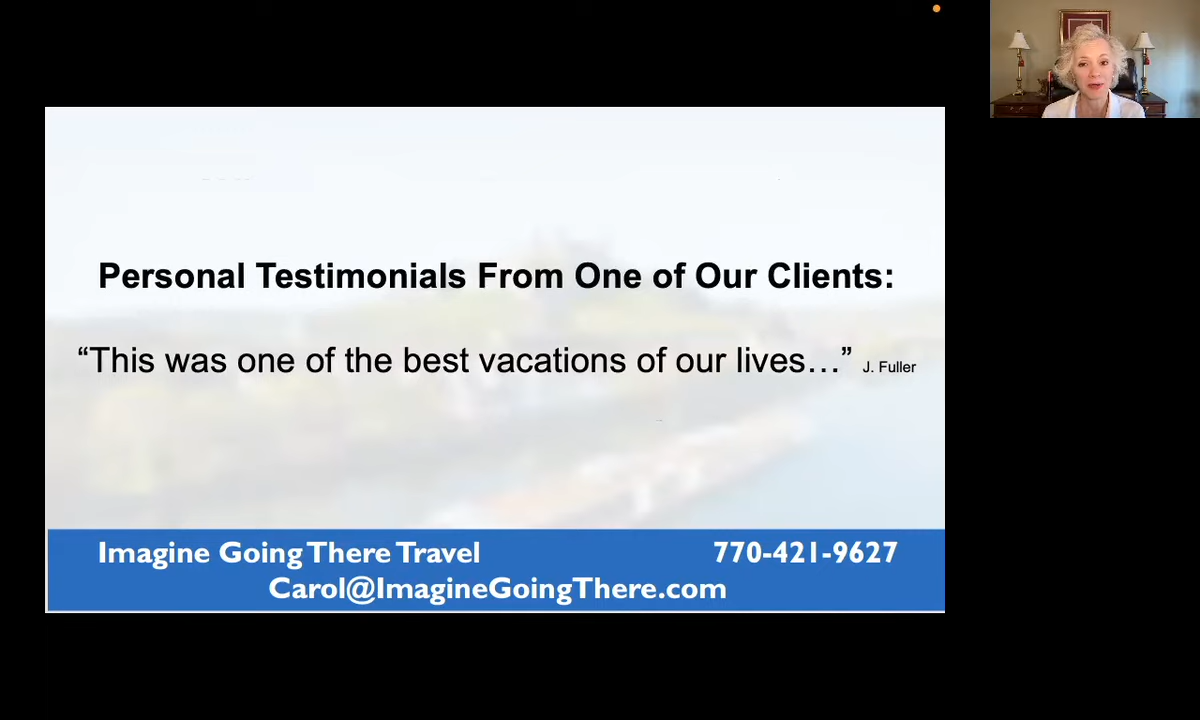 Personal Testimonials From One of Our Clients:
“This was one of the best vacations of our lives…” J. Fuller
Imagine Going There Travel 770-421-9627
Carol@ImagineGoingThere.com